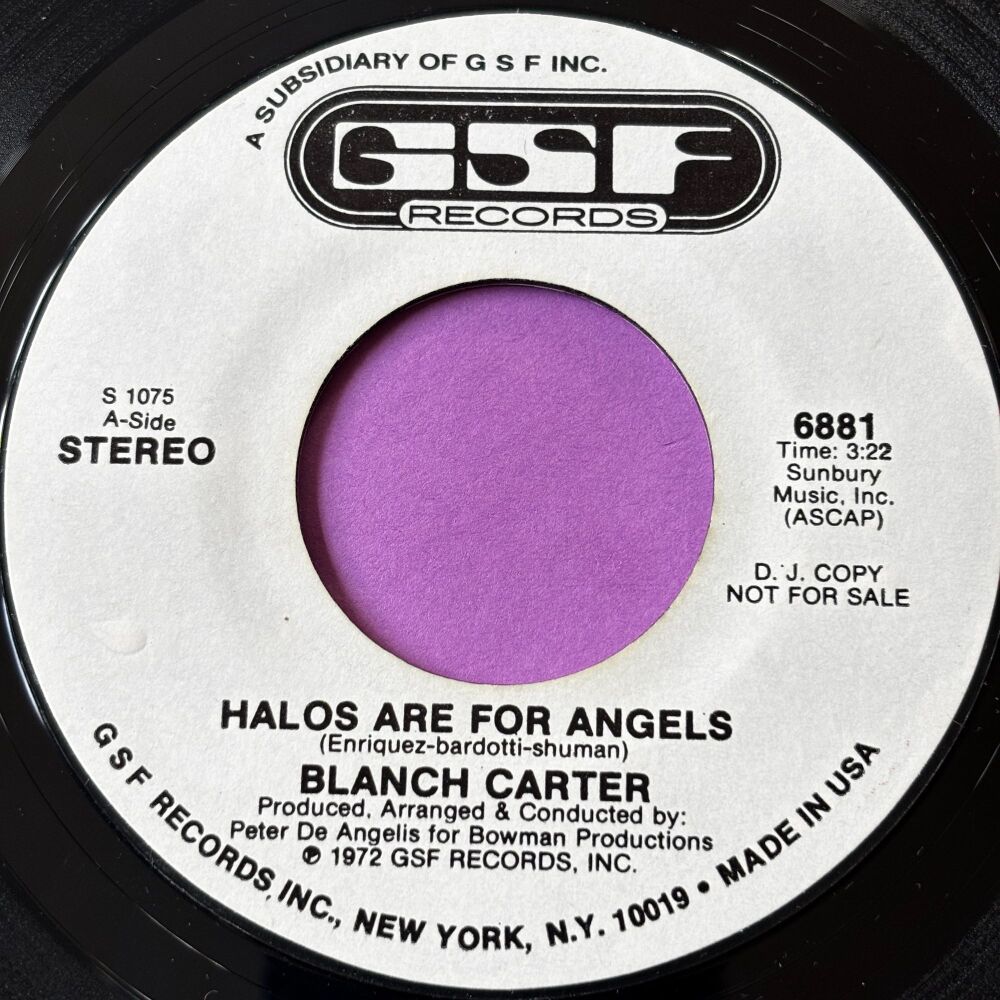 A SUBSIDIARY OF G S F INC.
GSF
RECORDS
S 1075
A-Side
STEREO
6881
Time: 3:22
Sunbury
Music, Inc.
(ASCAP)
D. J. COPY
NOT FOR SALE
HALOS ARE FOR ANGELS
(Enriquez-bardotti-shuman)
BLANCH CARTER
Produced, Arranged & Conducted by:
Peter De Angelis for Bowman Productions
℗ 1972 GSF RECORDS, INC.
G S F RECORDS, INC., NEW YORK, N.Y. 10019 • MADE IN USA